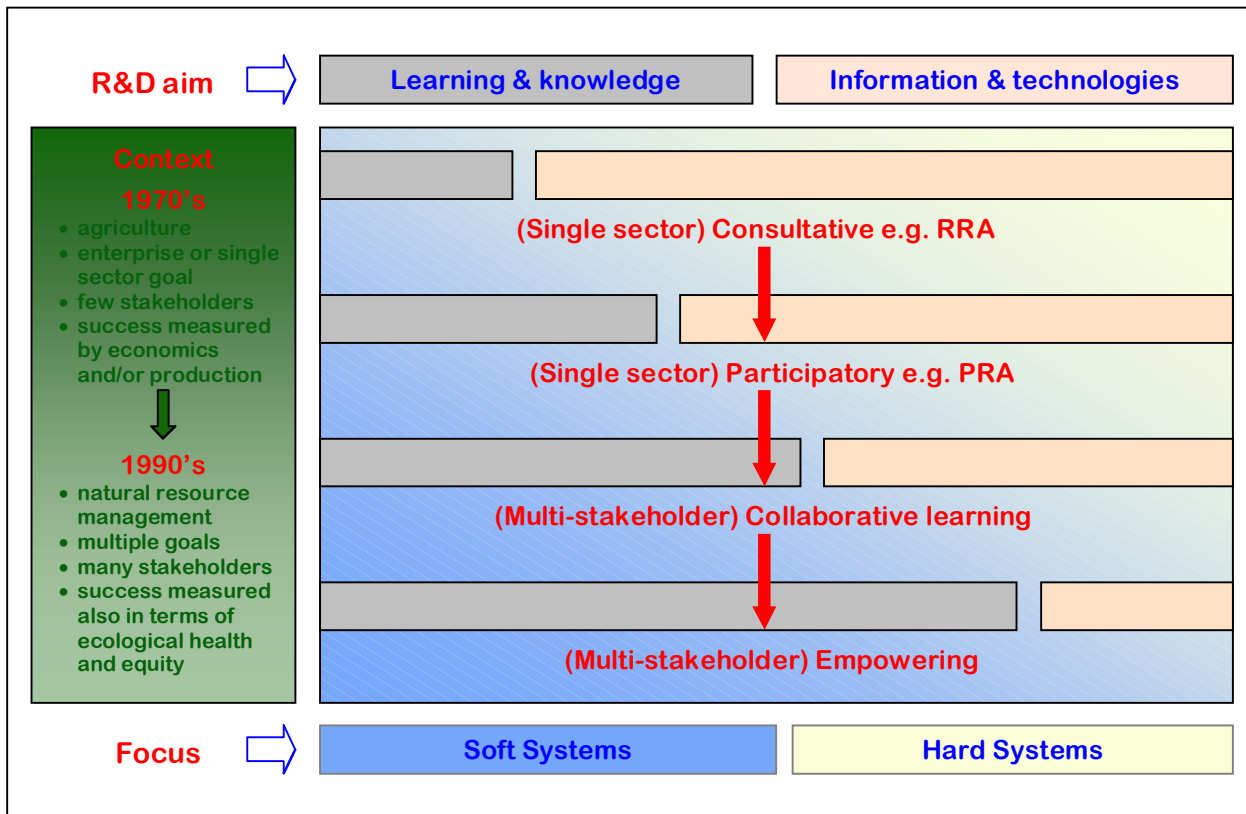 R&D aim
Learning & knowledge
Information & technologies
Context
1970's
• agriculture
• enterprise or single
sector goal
• few stakeholders
• success measured
by economics
and/or production
1990's
• natural resource
management
• multiple goals
• many stakeholders
• success measured
also in terms of
ecological health
and equity
(Single sector) Consultative e.g. RRA
(Single sector) Participatory e.g. PRA
(Multi-stakeholder) Collaborative learning
(Multi-stakeholder) Empowering
Focus
Soft Systems
Hard Systems